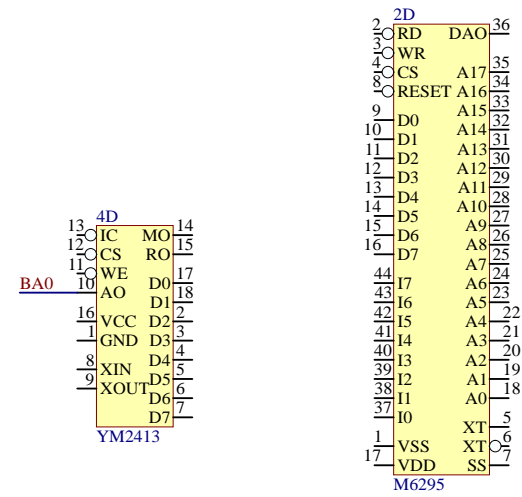 4D
13 IC MO 14
12 CS RO 15
11 WE
D0 17
BA0 10 AO
D1 18
16 VCC D2 2
1 GND D3 3
D4 4
8 XIN
D5 5
9 XOUT
D6 6
D7 7
YM2413
2D
2 RD DAO 36
3 WR
4 CS A17 35
8 RESET A16 34
A15 33
9 D0
A14 32
10 D1
A13 31
11 D2
A12 30
12 D3
A11 29
13 D4
A10 28
14 D5
A9 27
15 D6
A8 26
16 D7
A7 25
44 I7 A6 24
43 I6 A5 23
42 I5 A4 22
41 I4 A3 21
40 I3 A2 20
39 I2 A1 19
38 I1 A0 18
37 I0
XT 5
1 VSS XT 6
17 VDD SS 7
M6295